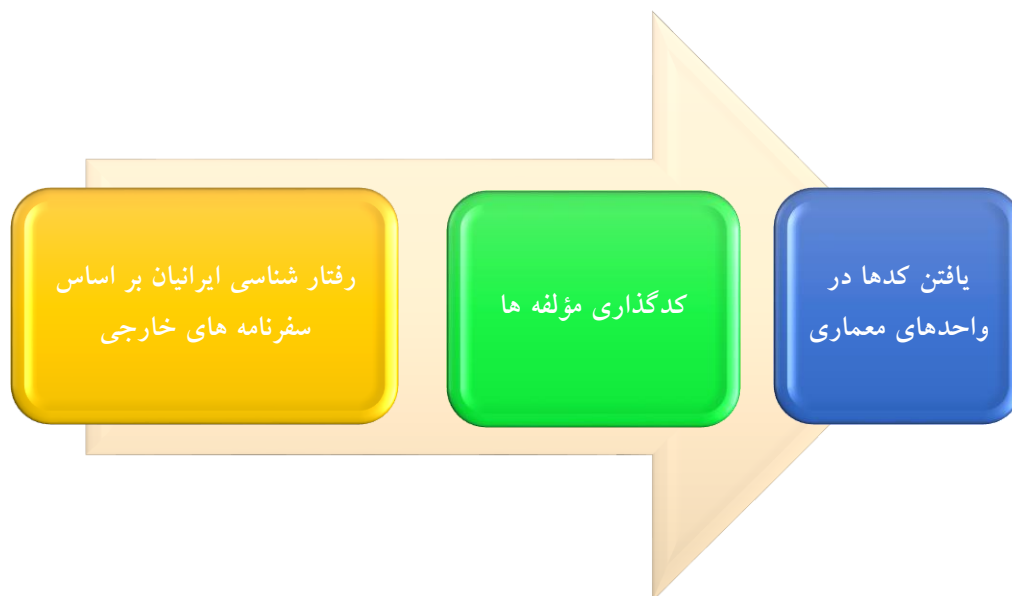 رفتار شناسی ایرانیان بر اساس
سفرنامه های خارجی
کدگذاری مؤلفه ها
یافتن کدها در
واحدهای معماری